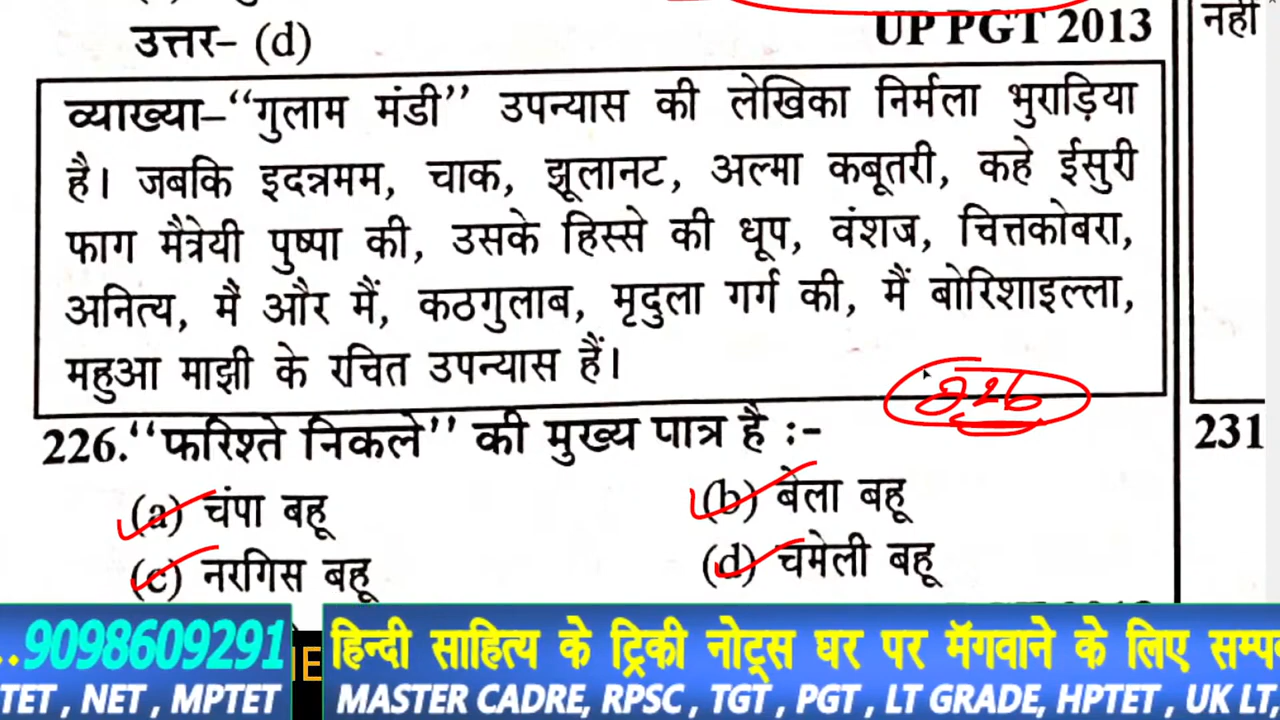 उत्तर– (d)
UP PGT 2013
व्याख्या–“गुलाम मंडी” उपन्यास की लेखिका निर्मला भुराड़िया
है। जबकि इदन्नमम, चाक, झूलानट, अल्मा कबूतरी, कहे ईसुरी
फाग मैत्रेयी पुष्पा की, उसके हिस्से की धूप, वंशज, चित्तकोबरा,
अनित्य, मैं और मैं, कठगुलाब, मृदुला गर्ग की, मैं बोरिशाइल्ला,
महुआ माझी के रचित उपन्यास हैं।
226
226.“फरिश्ते निकले” की मुख्य पात्र है :-
(a) चंपा बहू
(b) बेला बहू
(c) नरगिस बहू
(d) चमेली बहू
नहीं
231
..9098609291
हिन्दी साहित्य के ट्रिकी नोट्स घर पर मॅगवाने के लिए सम्प
TET , NET , MPTET
MASTER CADRE, RPSC , TGT , PGT , LT GRADE, HPTET , UK LT,